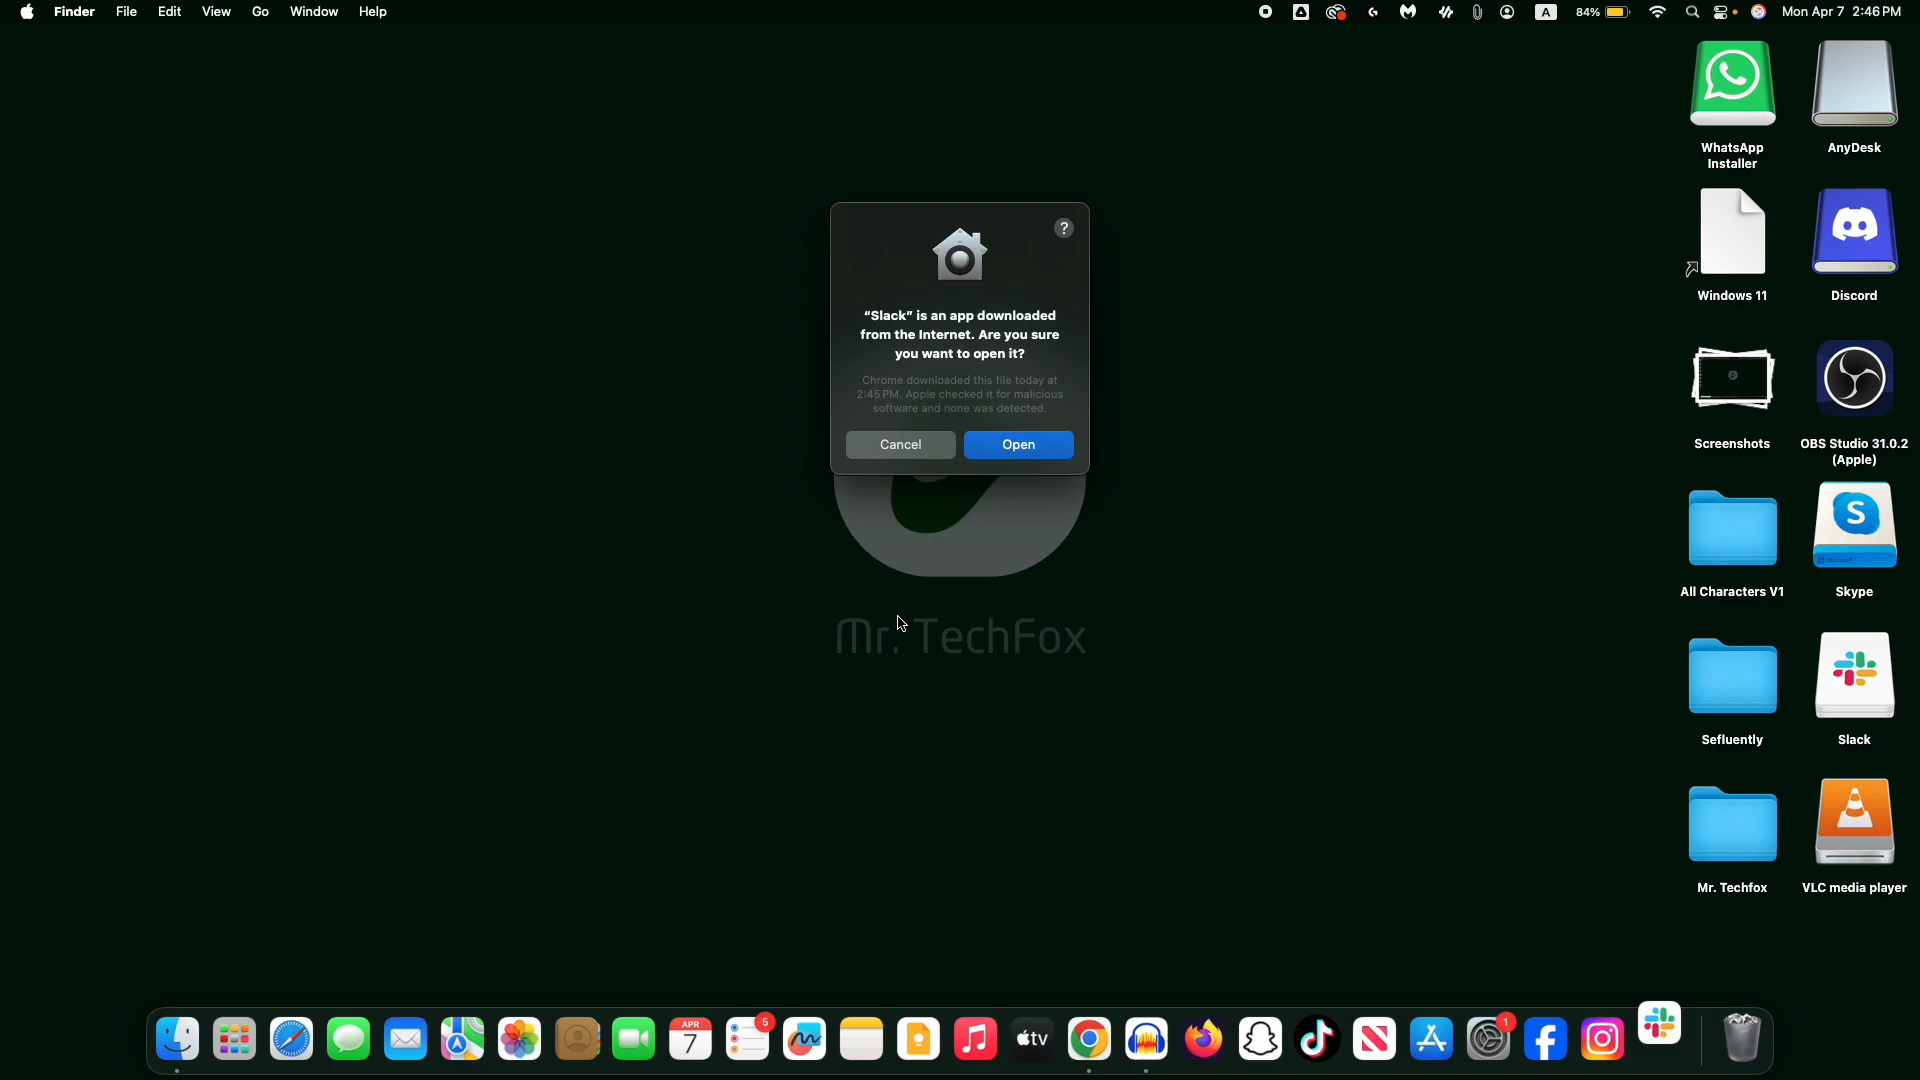 Finder File Edit View Go Window Help
A 84% Mon Apr 7 2:46 PM
?
“Slack” is an app downloaded
from the Internet. Are you sure
you want to open it?
Chrome downloaded this file today at
2:45 PM. Apple checked it for malicious
software and none was detected.
Cancel Open
Mr. TechFox
WhatsApp
Installer
AnyDesk
Windows 11
Discord
Screenshots
OBS Studio 31.0.2
(Apple)
S
Microsoft
All Characters V1
Skype
Sefluently
Slack
Mr. Techfox
VLC media player
APR
7
5
tv
N
1